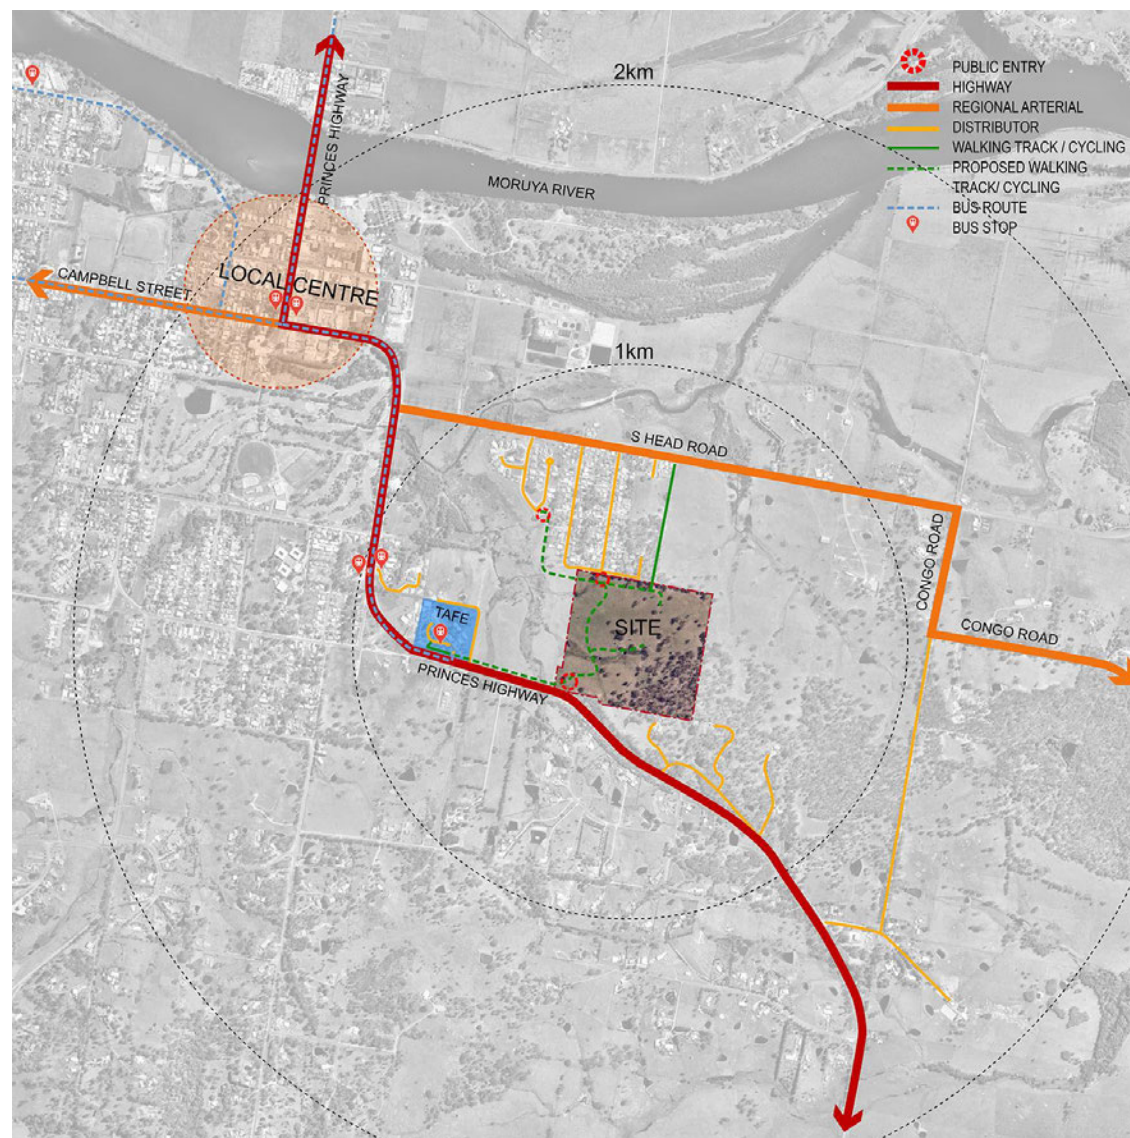 2km
PUBLIC ENTRY
HIGHWAY
REGIONAL ARTERIAL
DISTRIBUTOR
WALKING TRACK / CYCLING
PROPOSED WALKING
TRACK/ CYCLING
BUS ROUTE
BUS STOP
PRINCES HIGHWAY
MORUYA RIVER
LOCAL CENTRE
CAMPBELL STREET
1km
S HEAD ROAD
CONGO ROAD
CONGO ROAD
TAFE
SITE
PRINCES HIGHWAY